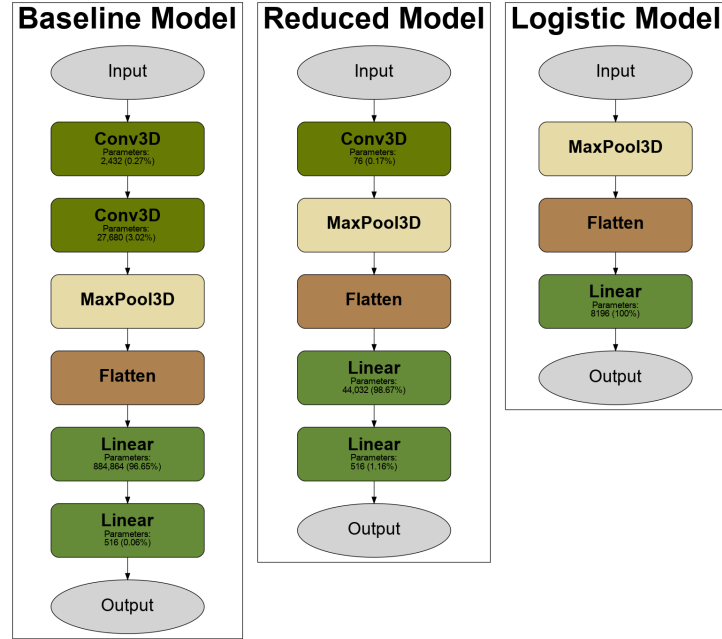 Baseline Model
Input
Conv3D
Parameters:
2,432 (0.27%)
Conv3D
Parameters:
27,680 (3.02%)
MaxPool3D
Flatten
Linear
Parameters:
884,864 (96.65%)
Linear
Parameters:
516 (0.06%)
Output
Reduced Model
Input
Conv3D
Parameters:
76 (0.17%)
MaxPool3D
Flatten
Linear
Parameters:
44,032 (98.67%)
Linear
Parameters:
516 (1.16%)
Output
Logistic Model
Input
MaxPool3D
Flatten
Linear
Parameters:
8196 (100%)
Output